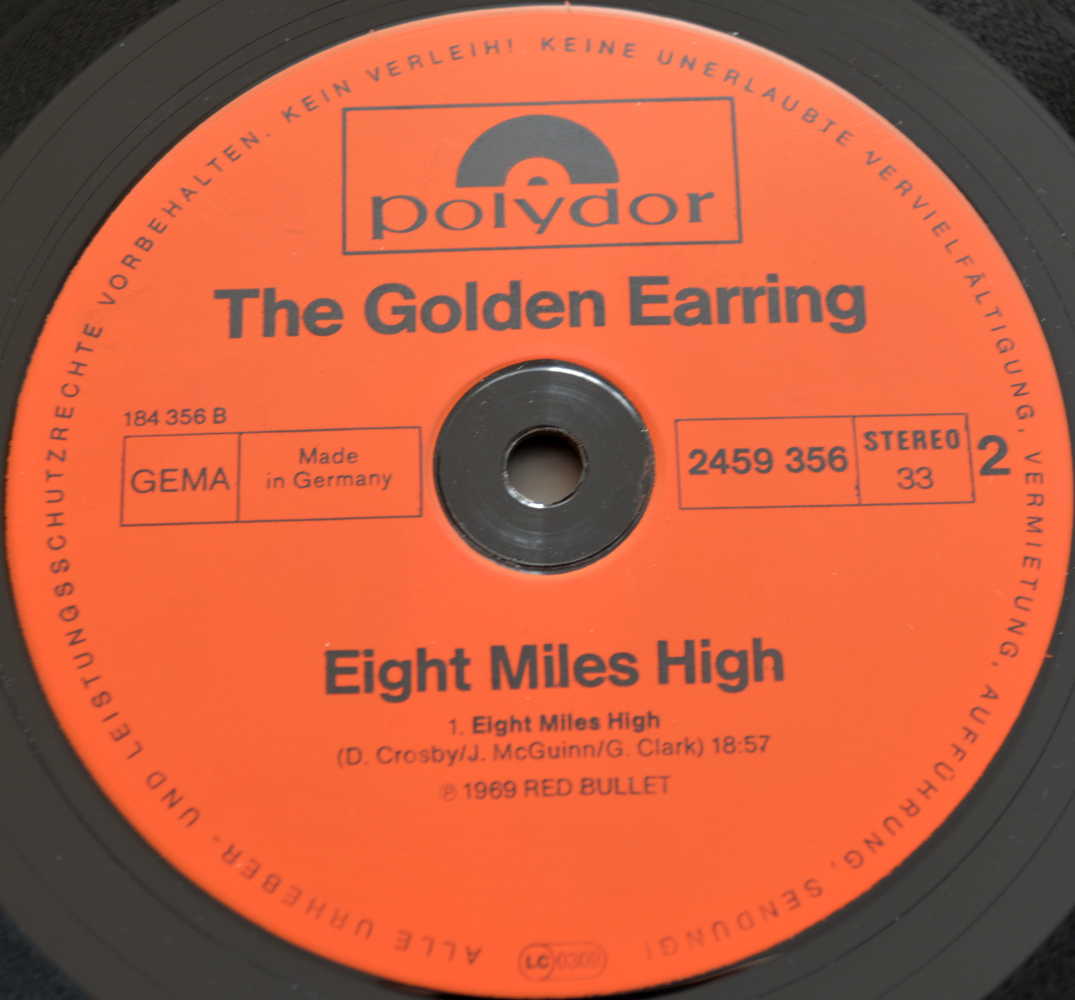 ALLE URHEBER- UND LEISTUNGSSCHUTZRECHTE VORBEHALTEN. KEIN VERLEIH! KEINE UNERLAUBTE VERVIELFÄLTIGUNG, VERMIETUNG, AUFFÜHRUNG, SENDUNG!
polydor
The Golden Earring
184 356 B
GEMA
Made
in Germany
2459 356
STEREO
33
2
Eight Miles High
1. Eight Miles High
(D. Crosby/J. McGuinn/G. Clark) 18:57
℗ 1969 RED BULLET
LC